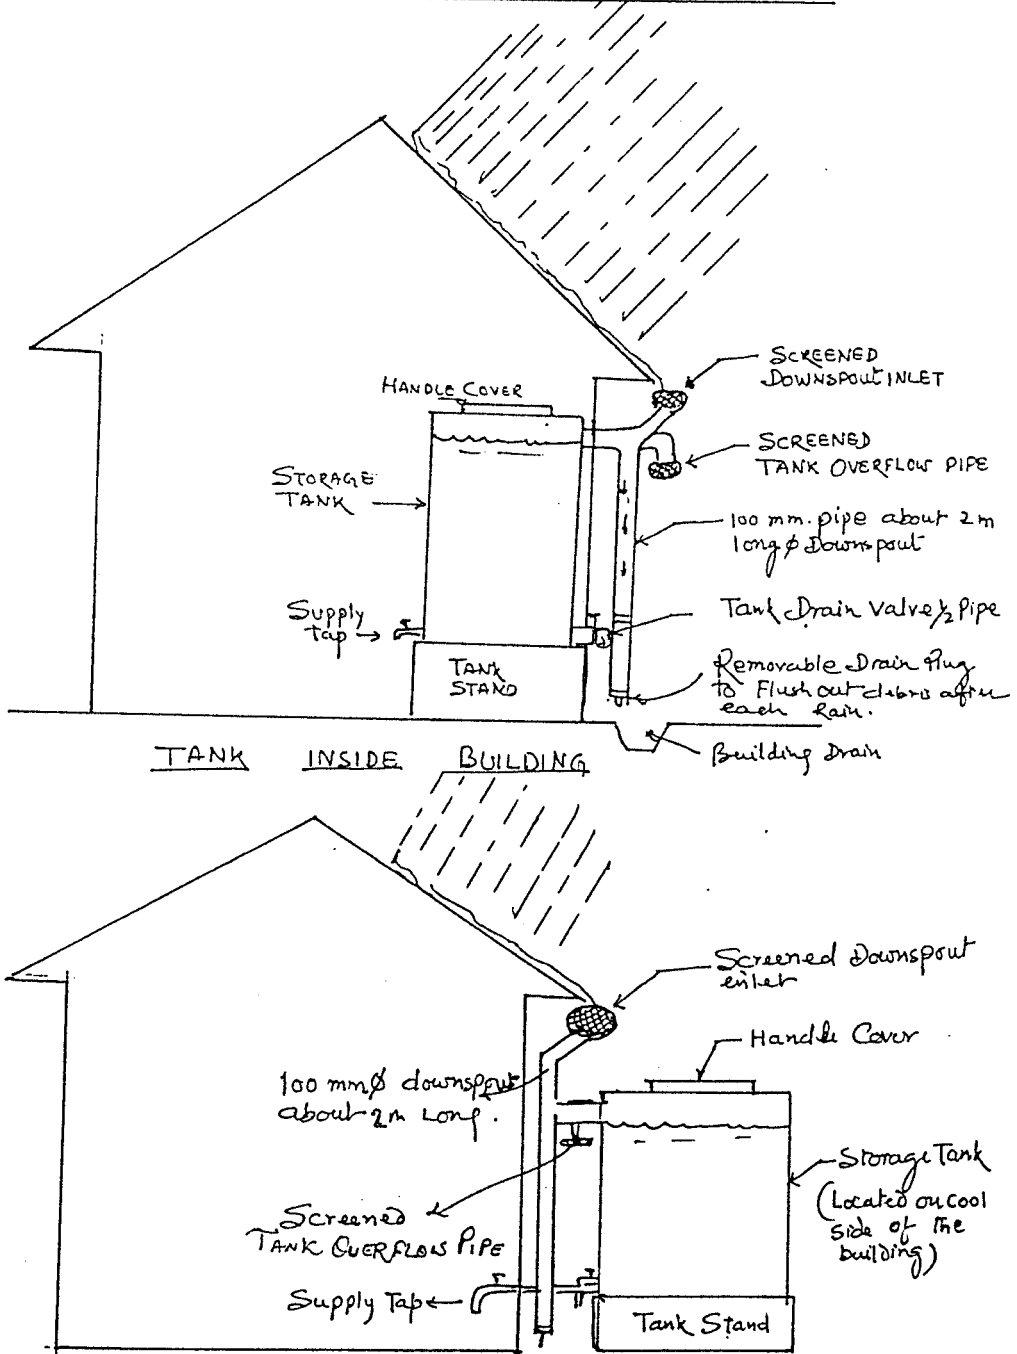 SCREENED
DOWNSPOUT INLET
HANDLE COVER
SCREENED
TANK OVERFLOW PIPE
STORAGE
TANK
100 mm. pipe about 2m
long ϕ Downspout
Supply
tap
Tank Drain Valve 1/2 Pipe
TANK
STAND
Removable Drain Plug
to Flush out debris after
each Rain.
Building Drain
TANK INSIDE BUILDING
Screened Downspout
enlet
Handle Cover
100 mm ϕ downspout
about 2m Long.
Storage Tank
(Located on cool
Side of the
building)
Screened
TANK OVERFLOW PIPE
Supply Tap
Tank Stand